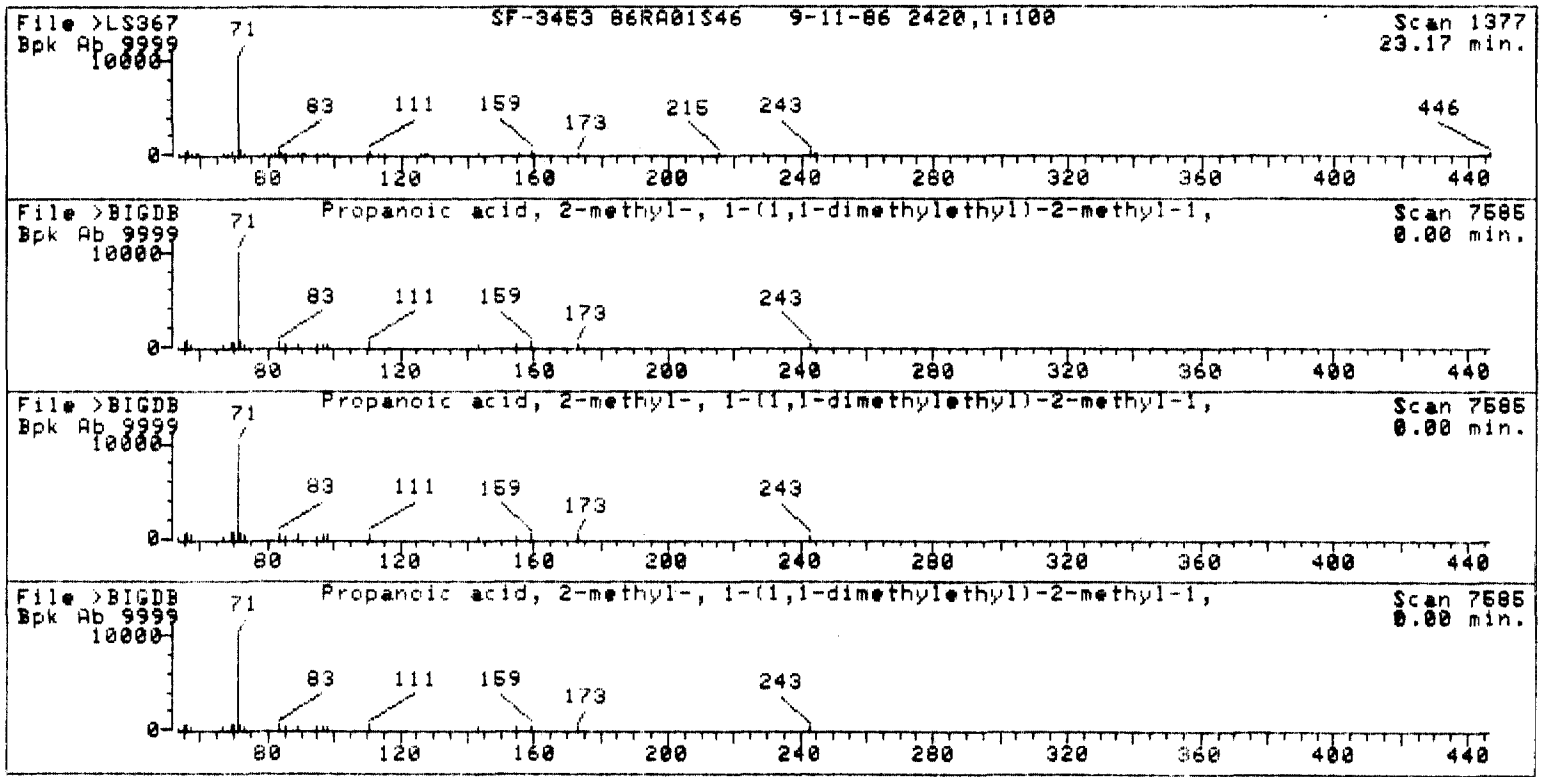 File >LS367 SF-3453 86RA01S46 9-11-86 2420,1:100 Scan 1377
Bpk Ab 9999 23.17 min.
10000
71
83 111 159 173 215 243 446
0
80 120 160 200 240 280 320 360 400 440
File >BIGDB Propanoic acid, 2-methyl-, 1-(1,1-dimethylethyl)-2-methyl-1, Scan 7585
Bpk Ab 9999 0.00 min.
10000
71
83 111 159 173 243
0
80 120 160 200 240 280 320 360 400 440
File >BIGDB Propanoic acid, 2-methyl-, 1-(1,1-dimethylethyl)-2-methyl-1, Scan 7585
Bpk Ab 9999 0.00 min.
10000
71
83 111 159 173 243
0
80 120 160 200 240 280 320 360 400 440
File >BIGDB Propanoic acid, 2-methyl-, 1-(1,1-dimethylethyl)-2-methyl-1, Scan 7585
Bpk Ab 9999 0.00 min.
10000
71
83 111 159 173 243
0
80 120 160 200 240 280 320 360 400 440